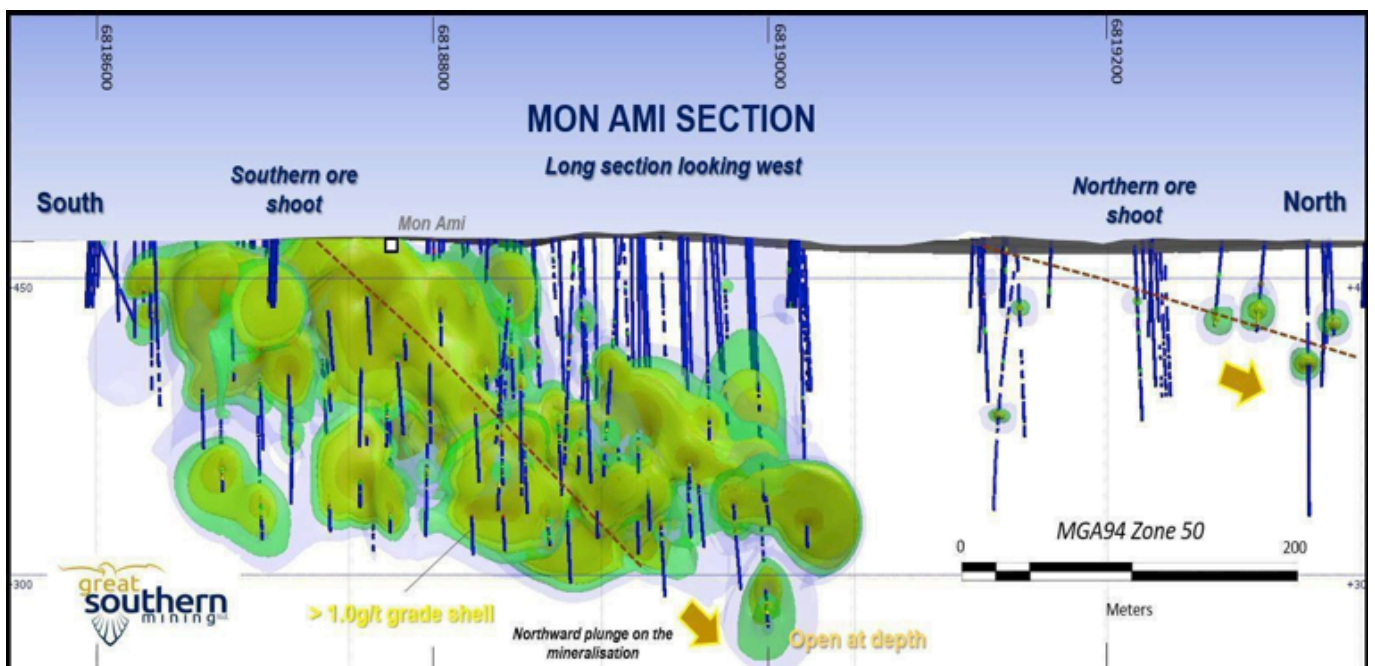 6818600
6818800
6819000
6819200
MON AMI SECTION
Long section looking west
Southern ore
shoot
Northern ore
shoot
South
North
Mon Ami
450
+4
MGA94 Zone 50
0
200
Meters
300
+30
great
southern
mining
> 1.0g/t grade shell
Northward plunge on the
mineralisation
Open at depth